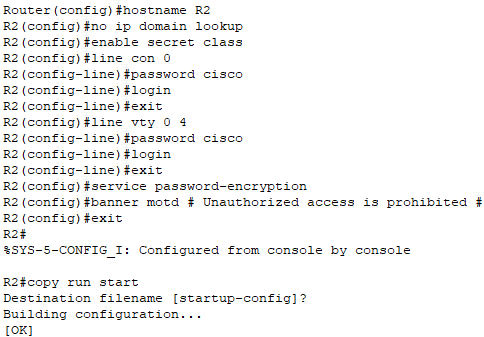 Router(config)#hostname R2
R2(config)#no ip domain lookup
R2(config)#enable secret class
R2(config)#line con 0
R2(config-line)#password cisco
R2(config-line)#login
R2(config-line)#exit
R2(config)#line vty 0 4
R2(config-line)#password cisco
R2(config-line)#login
R2(config-line)#exit
R2(config)#service password-encryption
R2(config)#banner motd # Unauthorized access is prohibited #
R2(config)#exit
R2#
%SYS-5-CONFIG_I: Configured from console by console

R2#copy run start
Destination filename [startup-config]?
Building configuration...
[OK]